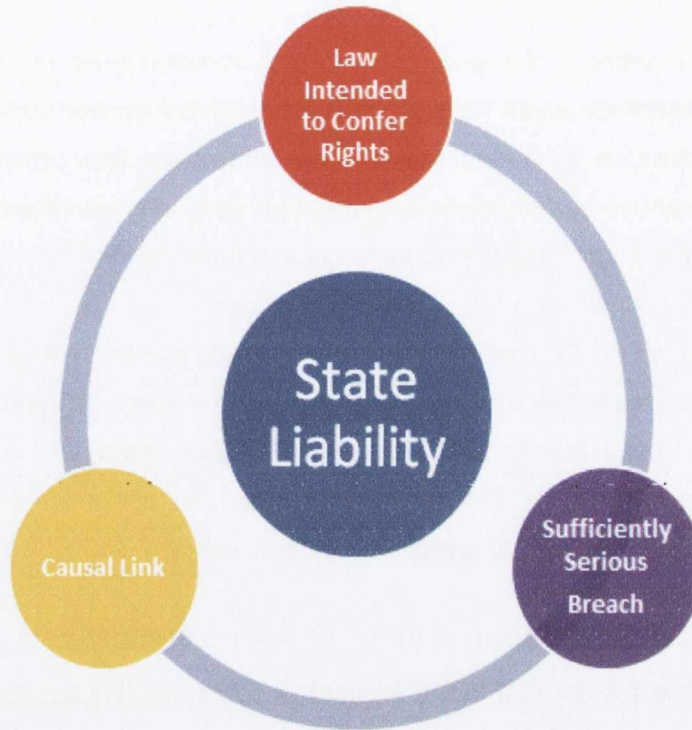 Law
Intended
to Confer
Rights
State
Liability
Causal Link
Sufficiently
Serious
Breach